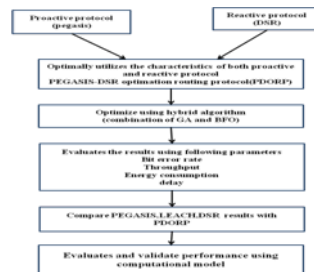 Proactive protocol
(pegasis)
Reactive protocol
(DSR)
Optimally utilizes the characteristics of both proactive
and reactive protocol
PEGASIS-DSR optimation routing protocol(PDORP)
Optimize using hybrid algorithm
(combination of GA and BFO)
Evaluates the results using following parameters
Bit error rate
Throughput
Energy consumption
delay
Compare PEGASIS,LEACH,DSR results with
PDORP
Evaluates and validate performance using
computational model